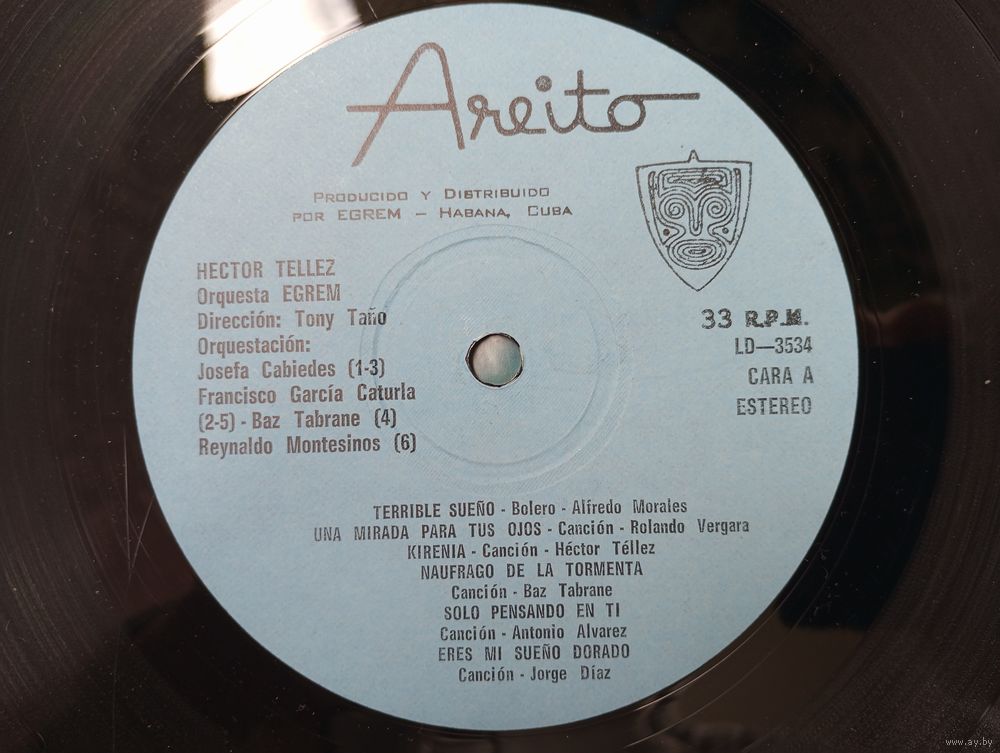 Areito
PRODUCIDO Y DISTRIBUIDO
POR EGREM – HABANA, CUBA
HECTOR TELLEZ
Orquesta EGREM
Dirección: Tony Taño
Orquestación:
Josefa Cabiedes (1-3)
Francisco García Caturla
(2-5) - Baz Tabrane (4)
Reynaldo Montesinos (6)
33 R.P.M.
LD—3534
CARA A
ESTEREO
TERRIBLE SUEÑO - Bolero - Alfredo Morales
UNA MIRADA PARA TUS OJOS - Canción - Rolando Vergara
KIRENIA - Canción - Héctor Téllez
NAUFRAGO DE LA TORMENTA
Canción - Baz Tabrane
SOLO PENSANDO EN TI
Canción - Antonio Alvarez
ERES MI SUEÑO DORADO
Canción - Jorge Díaz
www.ay.by